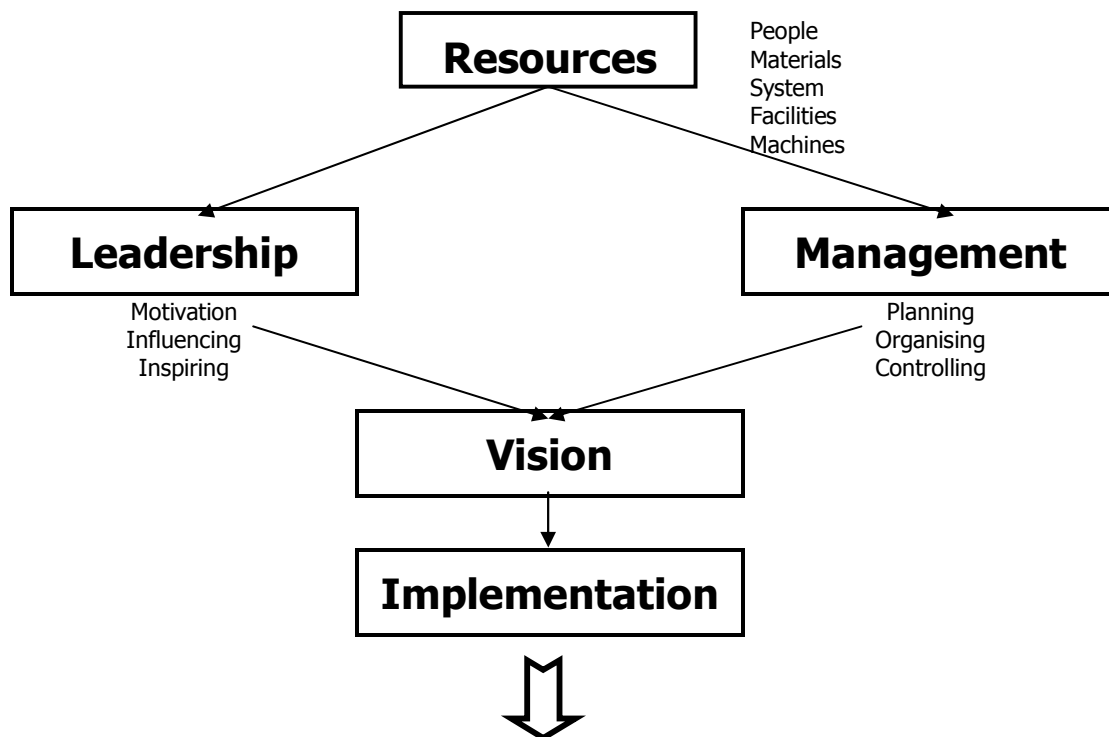 Resources
People
Materials
System
Facilities
Machines
Leadership
Motivation
Influencing
Inspiring
Management
Planning
Organising
Controlling
Vision
Implementation